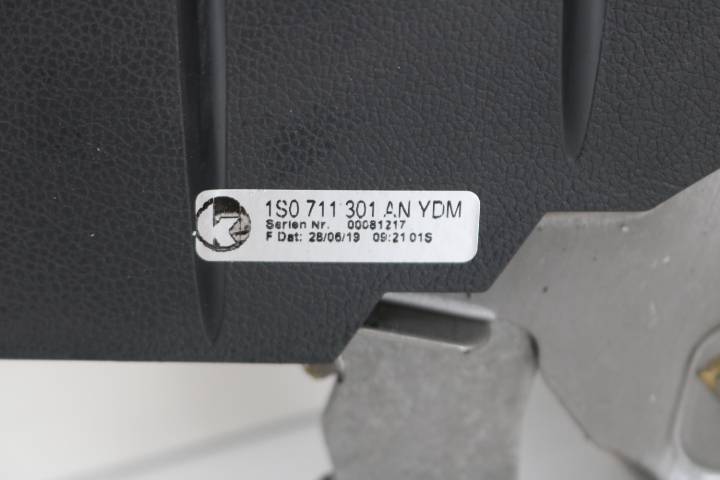 1S0 711 301 AN YDM
Serien Nr. 00081217
F Dat: 28/06/19 09:21 01S
K